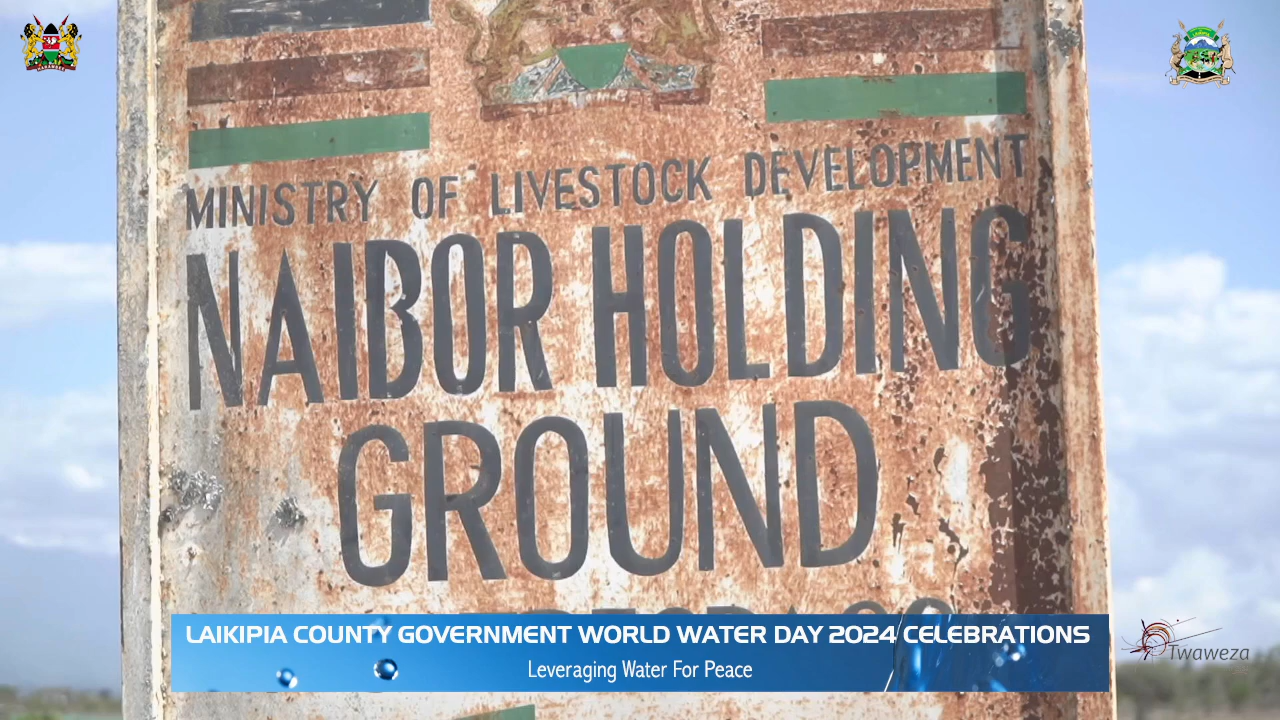 MINISTRY OF LIVESTOCK DEVELOPMENT
NAIBOR HOLDING
GROUND
LAIKIPIA COUNTY GOVERNMENT WORLD WATER DAY 2024 CELEBRATIONS
Leveraging Water For Peace
Twaweza